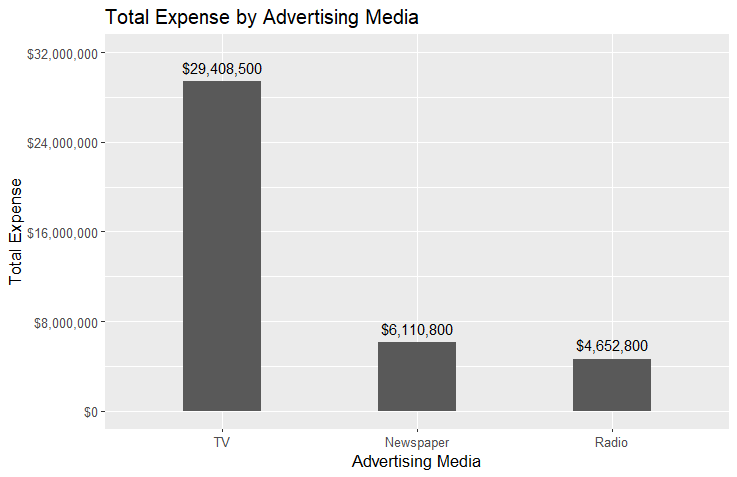 Total Expense by Advertising Media
$32,000,000
$29,408,500
$24,000,000
$16,000,000
$8,000,000
$6,110,800
$4,652,800
$0
Total Expense
TV
Newspaper
Radio
Advertising Media